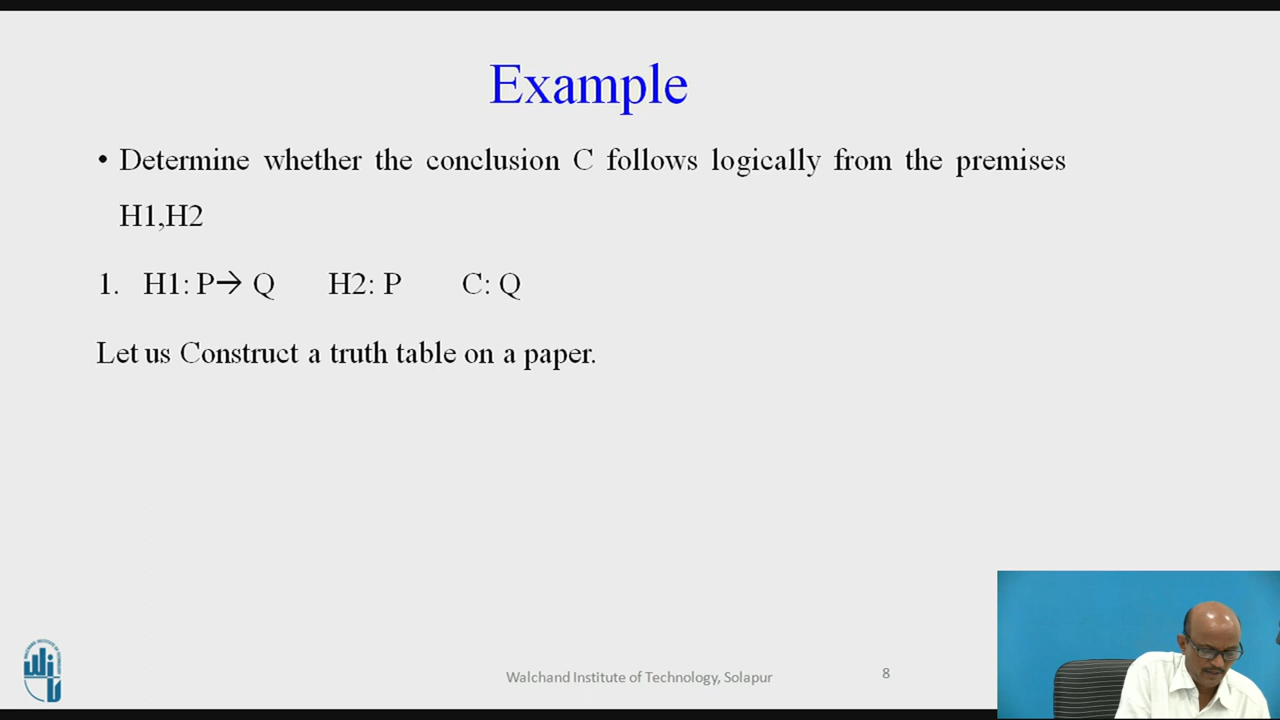 Example
• Determine whether the conclusion C follows logically from the premises
H1,H2
1. H1: P→ Q H2: P C: Q
Let us Construct a truth table on a paper.
Walchand Institute of Technology, Solapur 8